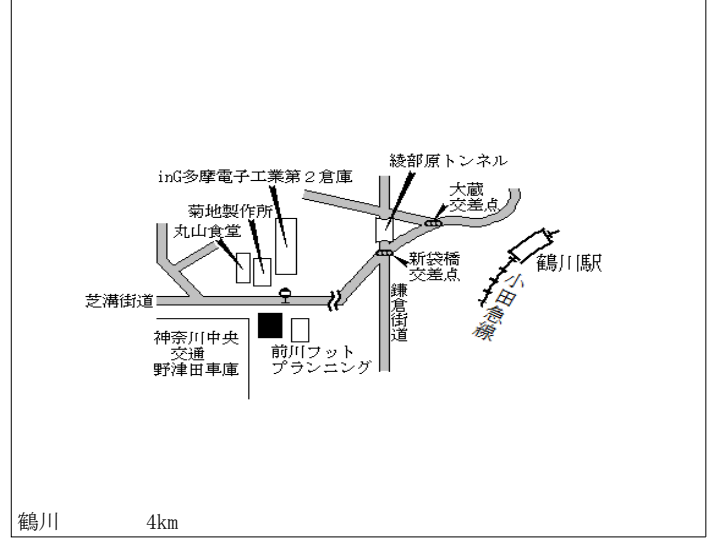 綾部原トンネル
inG多摩電子工業第２倉庫
大蔵
交差点
菊地製作所
丸山食堂
新袋橋
交差点
鶴川駅
小田急線
芝溝街道
鎌倉街道
神奈川中央
交通
野津田車庫
前川フット
プランニング
鶴川 4km